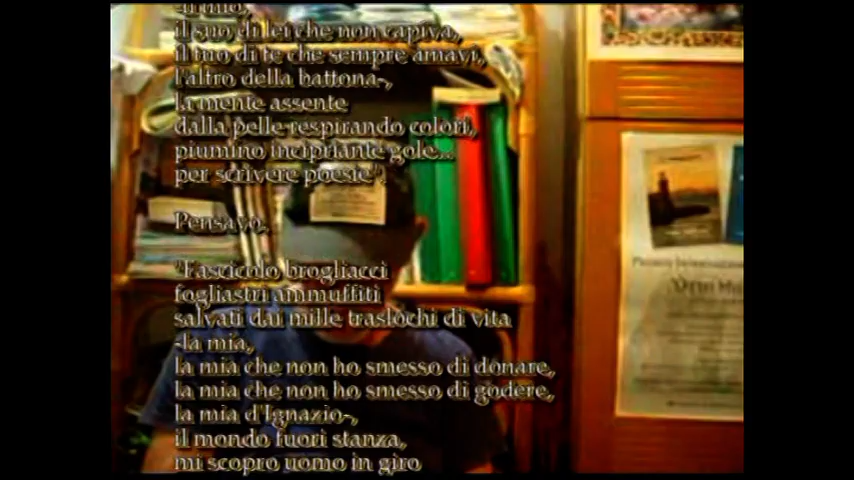 -il mio,
il suo di lei che non capiva,
il tuo di te che sempre amavi,
l'altro della battona-,
la mente assente
dalla pelle respirando colori,
piumino incipriante gole...
per scrivere poesie".
Pensavo.
"Fascicolo brogliacci
fogliastri ammuffiti
salvati dai mille traslochi di vita
-la mia,
la mia che non ho smesso di donare,
la mia che non ho smesso di godere,
la mia d'Ignazio-,
il mondo fuori stanza,
mi scopro uomo in giro